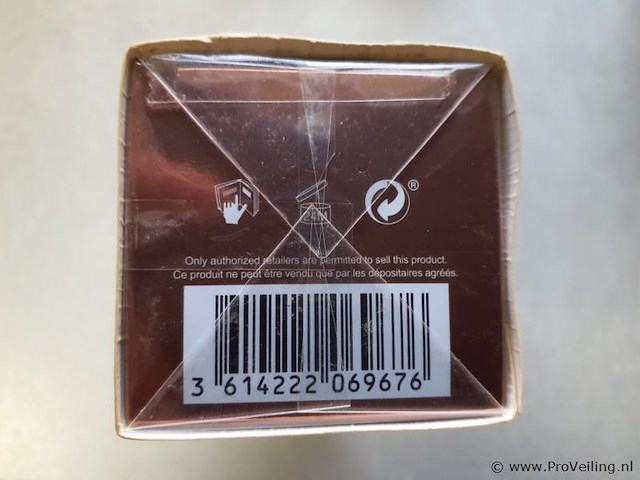 ®
24M
Only authorized retailers are permitted to sell this product.
Ce produit ne peut être vendu que par les dépositaires agréés.
3 614222 069676
© www.ProVeiling.nl